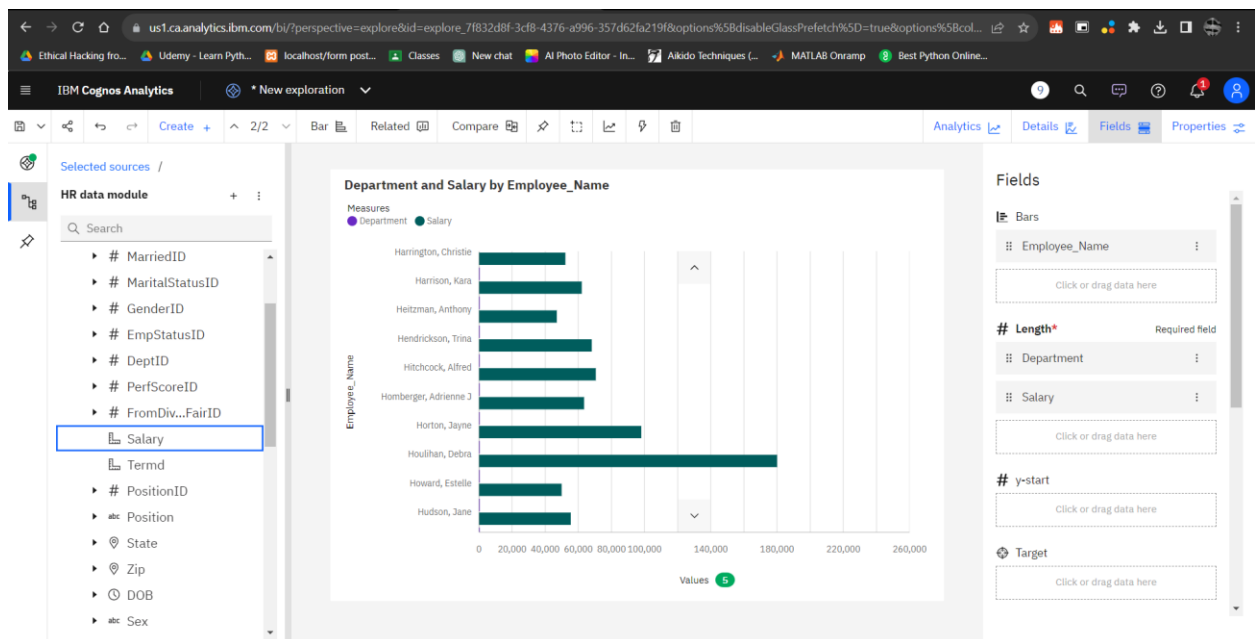 us1.ca.analytics.ibm.com/bi/?perspective=explore&id=explore_7f832d8f-3cf8-4376-a996-357d62fa219f&options%5BdisableGlassPrefetch%5D=true&options%5Bcol...
Ethical Hacking fro... Udemy - Learn Pyth... localhost/form post... Classes New chat AI Photo Editor - In... Aikido Techniques (... MATLAB Onramp Best Python Online...
IBM Cognos Analytics * New exploration 9 1
Create + 2/2 Bar Related Compare Analytics Details Fields Properties
Selected sources /
HR data module
Search
# MarriedID
# MaritalStatusID
# GenderID
# EmpStatusID
# DeptID
# PerfScoreID
# FromDiv...FairID
Salary
Termd
# PositionID
abc Position
State
Zip
DOB
abc Sex
Department and Salary by Employee_Name
Measures
Department Salary
Employee_Name
Harrington, Christie
Harrison, Kara
Heitzman, Anthony
Hendrickson, Trina
Hitchcock, Alfred
Homberger, Adrienne J
Horton, Jayne
Houlihan, Debra
Howard, Estelle
Hudson, Jane
0 20,000 40,000 60,000 80,000 100,000 140,000 180,000 220,000 260,000
Values 5
Fields
Bars
Employee_Name
Click or drag data here
# Length* Required field
Department
Salary
Click or drag data here
# y-start
Click or drag data here
Target
Click or drag data here